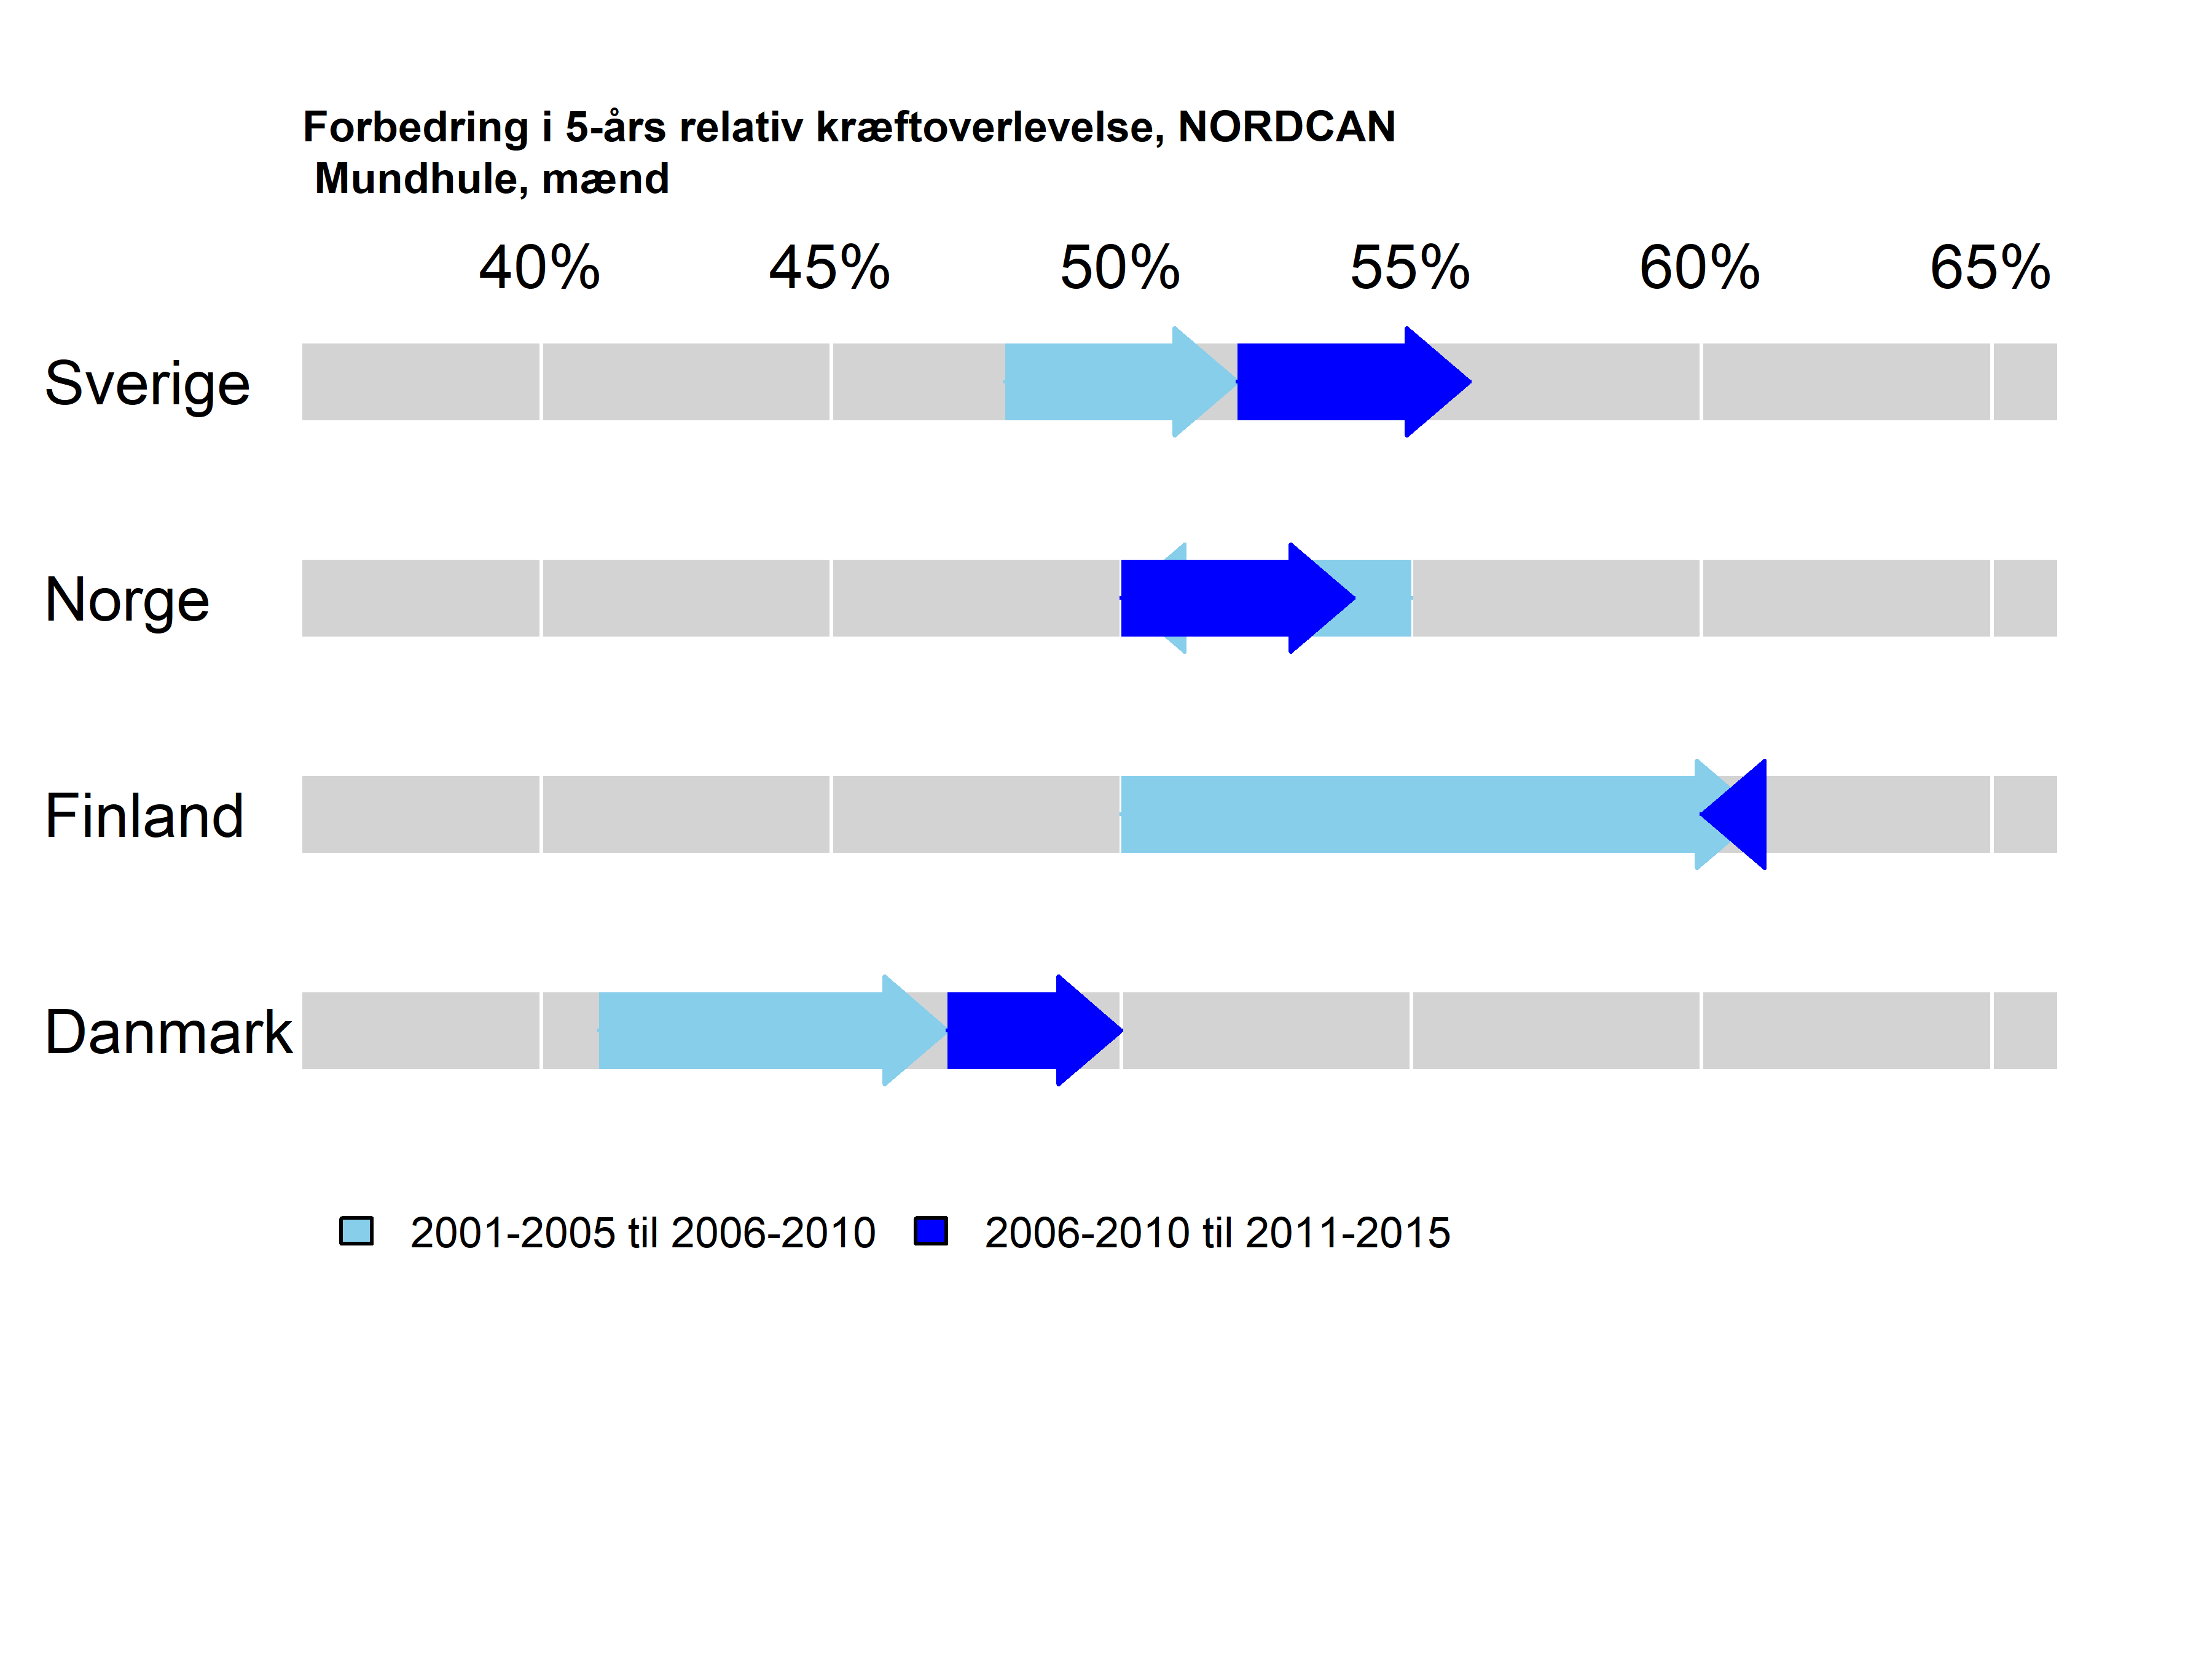 Forbedring i 5-års relativ kræftoverlevelse, NORDCAN
Mundhule, mænd
40% 45% 50% 55% 60% 65%
Sverige
Norge
Finland
Danmark
2001-2005 til 2006-2010 2006-2010 til 2011-2015